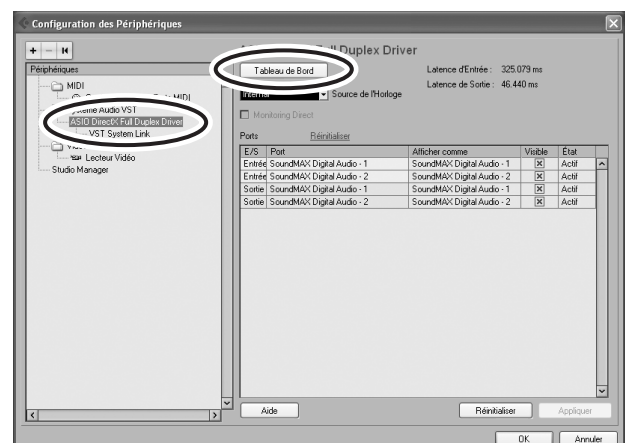 Configuration des Périphériques
+ - 
Full Duplex Driver
Périphériques
Tableau de Bord
Latence d'Entrée : 325.079 ms
Latence de Sortie : 46.440 ms
MIDI
MIDI
Source de l'Horloge
Audio VST
ASIO DirectX Full Duplex Driver
Monitoring Direct
VST System Link
Lecteur Vidéo
Studio Manager
Ports Réinitialiser
E/S Port Afficher comme Visible État
Entrée SoundMAX Digital Audio - 1 SoundMAX Digital Audio - 1 Actif
Entrée SoundMAX Digital Audio - 2 SoundMAX Digital Audio - 2 Actif
Sortie SoundMAX Digital Audio - 1 SoundMAX Digital Audio - 1 Actif
Sortie SoundMAX Digital Audio - 2 SoundMAX Digital Audio - 2 Actif
Aide Réinitialiser Appliquer
OK Annuler